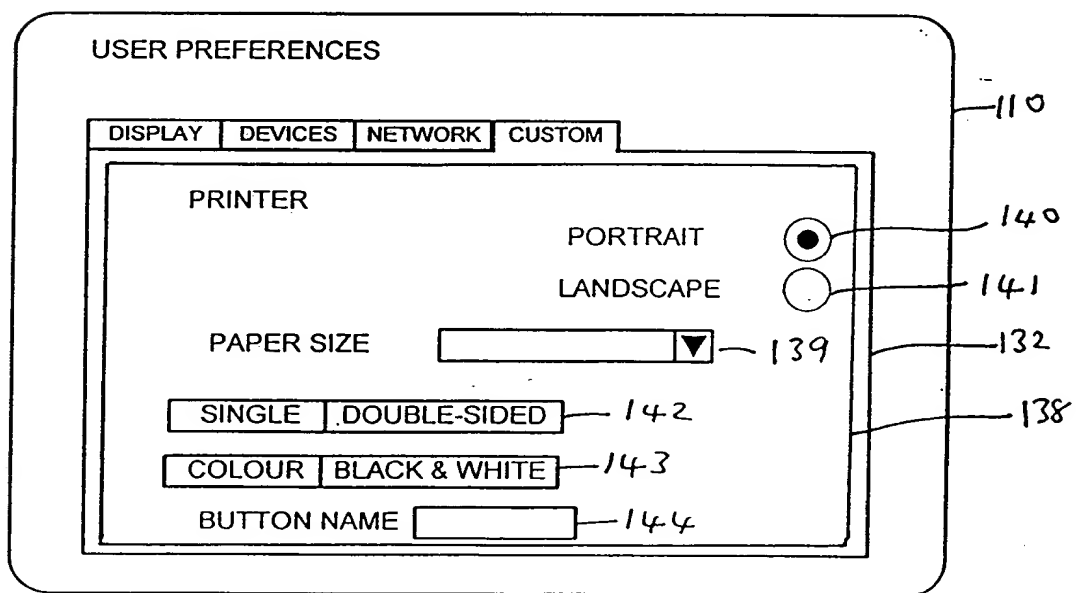 USER PREFERENCES
110
DISPLAY DEVICES NETWORK CUSTOM
PRINTER
PORTRAIT
140
LANDSCAPE
141
PAPER SIZE
139
132
138
SINGLE DOUBLE-SIDED
142
COLOUR BLACK & WHITE
143
BUTTON NAME
144